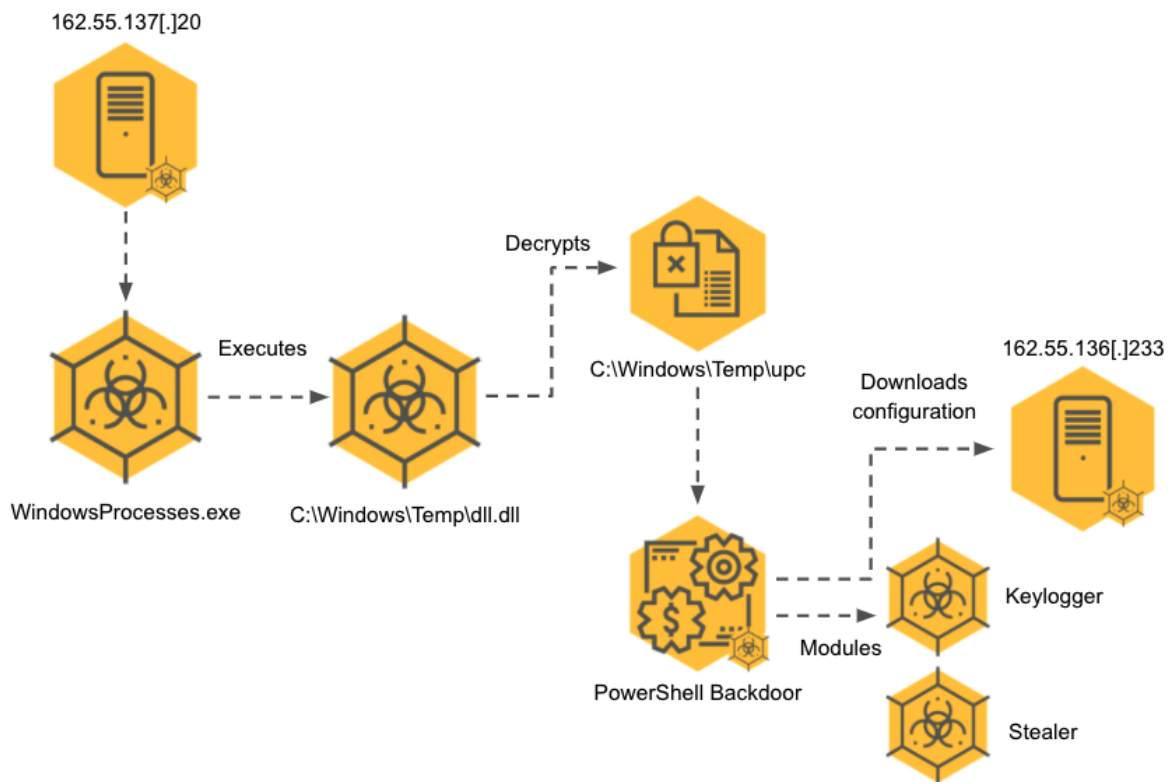 162.55.137[.]20
Decrypts
Executes
C:\Windows\Temp\upc
162.55.136[.]233
Downloads
configuration
WindowsProcesses.exe
C:\Windows\Temp\dll.dll
Keylogger
Modules
PowerShell Backdoor
Stealer